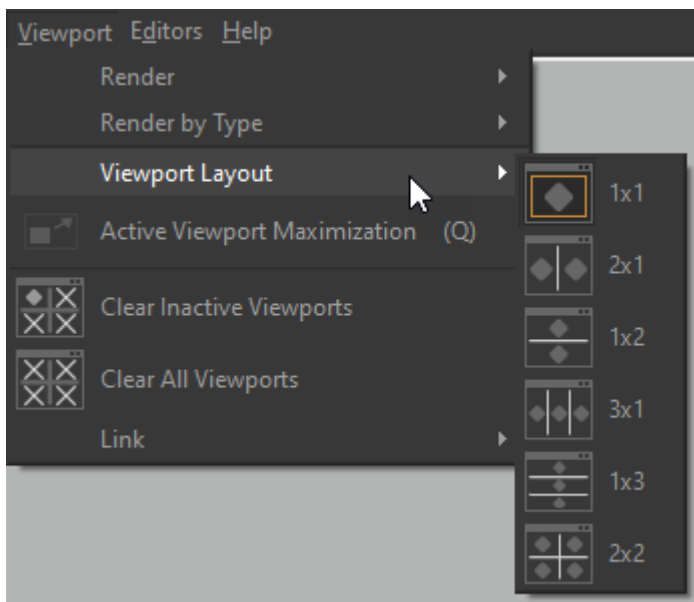 Viewport Editors Help
Render
Render by Type
Viewport Layout
Active Viewport Maximization (Q)
Clear Inactive Viewports
Clear All Viewports
Link
1x1
2x1
1x2
3x1
1x3
2x2